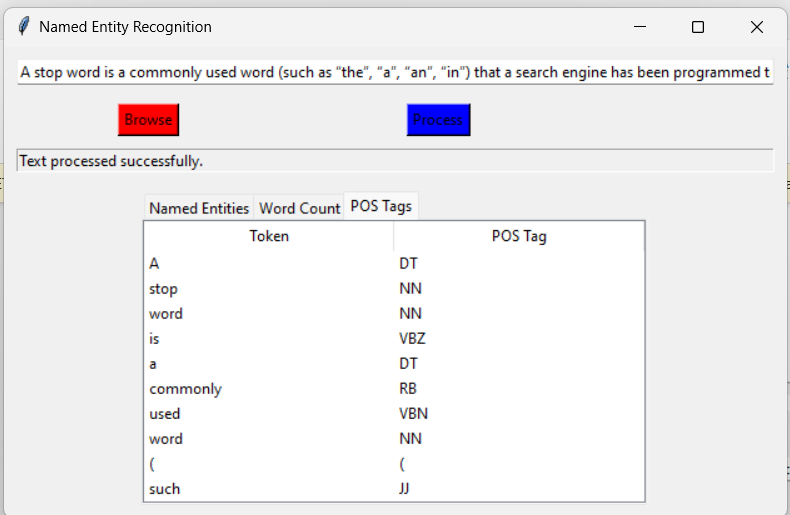 Named Entity Recognition
A stop word is a commonly used word (such as “the”, “a”, “an”, “in”) that a search engine has been programmed t
Browse Process
Text processed successfully.
Named Entities Word Count POS Tags
Token POS Tag
A DT
stop NN
word NN
is VBZ
a DT
commonly RB
used VBN
word NN
( (
such JJ